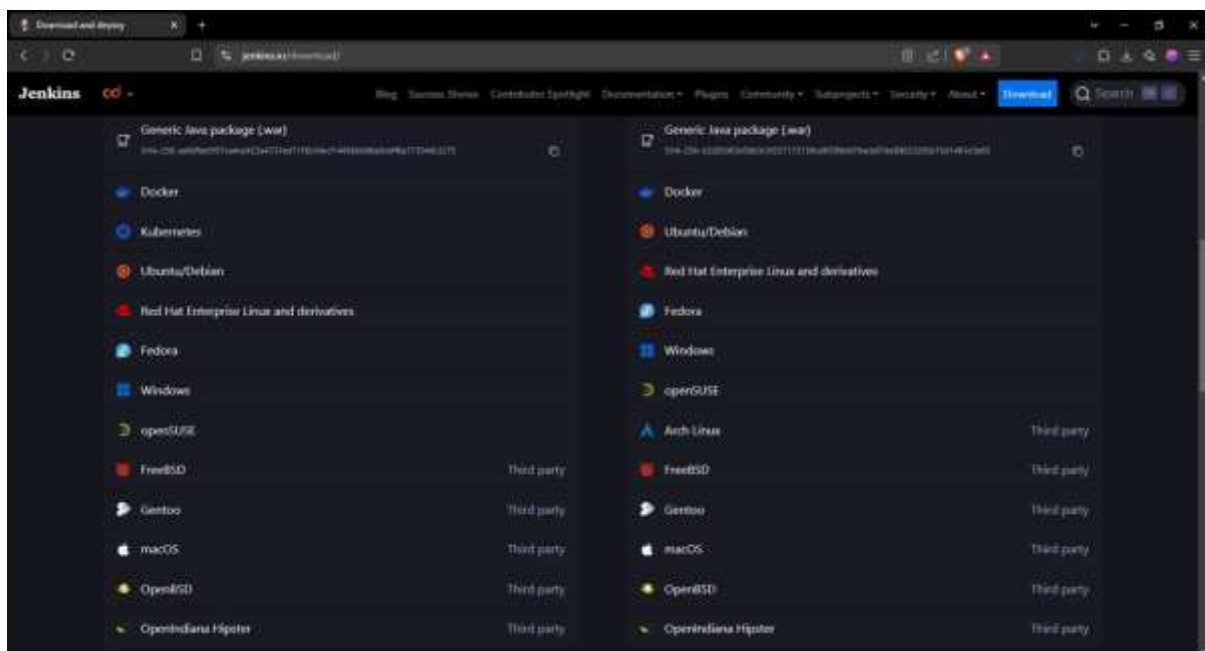 Download and deploy
jenkins.io/download/
Jenkins
Blog Success Stories Contributor Spotlight Documentation Plugins Community Subprojects Security About Download Search
Generic Java package (.war)
Docker
Kubernetes
Ubuntu/Debian
Red Hat Enterprise Linux and derivatives
Fedora
Windows
openSUSE
FreeBSD Third party
Gentoo Third party
macOS Third party
OpenBSD Third party
OpenIndiana Hipster Third party
Generic Java package (.war)
Docker
Ubuntu/Debian
Red Hat Enterprise Linux and derivatives
Fedora
Windows
openSUSE
Arch Linux Third party
FreeBSD Third party
Gentoo Third party
macOS Third party
OpenBSD Third party
OpenIndiana Hipster Third party